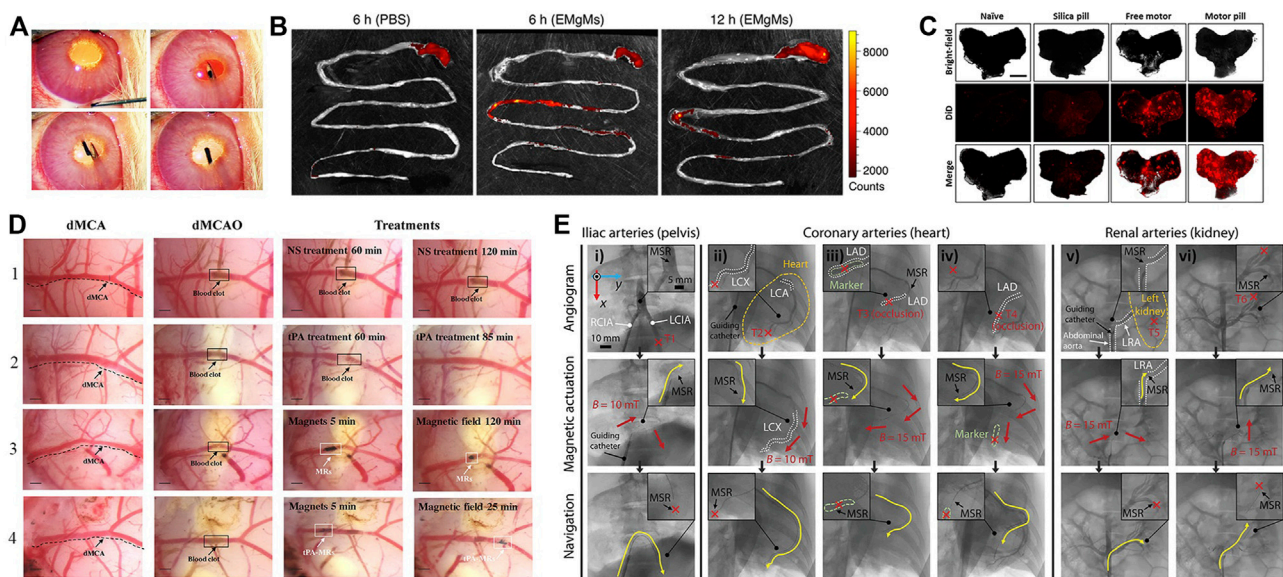 A
B
6 h (PBS)
6 h (EMgMs)
12 h (EMgMs)
8000
6000
4000
2000
Counts
C
Naïve
Silica pill
Free motor
Motor pill
Bright-field
DiD
Merge
D
dMCA
dMCAO
Treatments
1
dMCA
Blood clot
NS treatment 60 min
Blood clot
NS treatment 120 min
Blood clot
2
dMCA
Blood clot
tPA treatment 60 min
Blood clot
tPA treatment 85 min
3
dMCA
Blood clot
Magnets 5 min
MRs
Magnetic field 120 min
MRs
4
dMCA
Blood clot
Magnets 5 min
tPA-MRs
Magnetic field 25 min
tPA-MRs
E
Iliac arteries (pelvis)
Coronary arteries (heart)
Renal arteries (kidney)
Angiogram
i)
MSR
5 mm
y
x
RCIA
LCIA
10 mm
T1
ii)
LCX
Heart
LCA
Guiding catheter
T2
iii)
LAD
Marker
MSR
LAD
(occlusion)
iv)
LAD
T4
(occlusion)
v)
MSR
Guiding catheter
Left kidney
T5
Abdominal aorta
LRA
vi)
MSR
T6
Magnetic actuation
MSR
B = 10 mT
Guiding catheter
MSR
LCX
B = 10 mT
MSR
B = 15 mT
MSR
B = 15 mT
Marker
LRA
MSR
B = 15 mT
MSR
B = 15 mT
Navigation
MSR
MSR
MSR
MSR
MSR
MSR